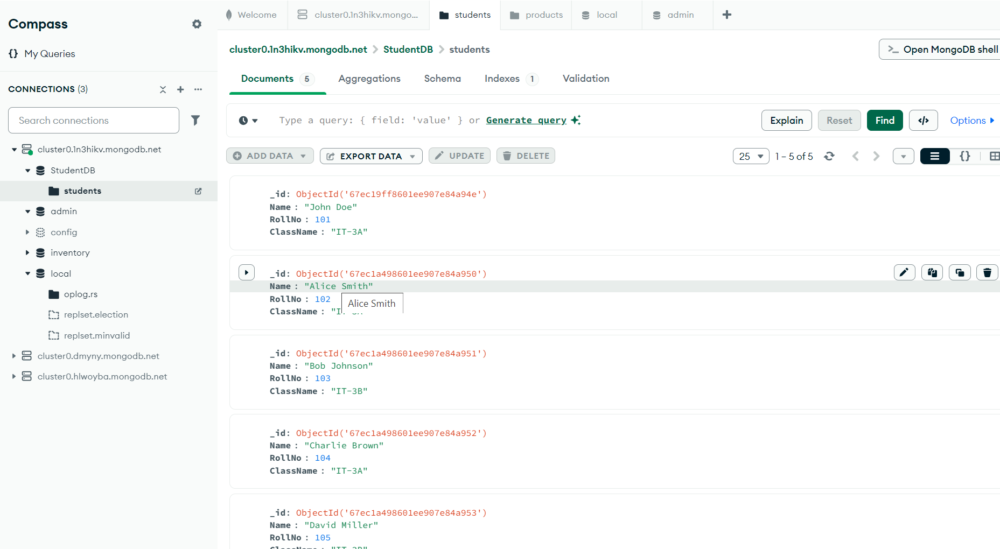 Compass
My Queries
CONNECTIONS (3)
Search connections
cluster0.1n3hikv.mongodb.net
StudentDB
students
admin
config
inventory
local
oplog.rs
replset.election
replset.minvalid
cluster0.dmyny.mongodb.net
cluster0.hlwoyba.mongodb.net
Welcome
cluster0.1n3hikv.mongo...
students
products
local
admin
cluster0.1n3hikv.mongodb.net > StudentDB > students
>_ Open MongoDB shell
Documents 5
Aggregations
Schema
Indexes 1
Validation
Type a query: { field: 'value' } or Generate query
Explain
Reset
Find
</>
Options
ADD DATA
EXPORT DATA
UPDATE
DELETE
25
1 – 5 of 5
{}
_id: ObjectId('67ec19ff8601ee907e84a94e')
Name : "John Doe"
RollNo : 101
ClassName : "IT-3A"
_id: ObjectId('67ec1a498601ee907e84a950')
Name : "Alice Smith"
RollNo : 102
Alice Smith
ClassName : "IT-3A"
_id: ObjectId('67ec1a498601ee907e84a951')
Name : "Bob Johnson"
RollNo : 103
ClassName : "IT-3B"
_id: ObjectId('67ec1a498601ee907e84a952')
Name : "Charlie Brown"
RollNo : 104
ClassName : "IT-3A"
_id: ObjectId('67ec1a498601ee907e84a953')
Name : "David Miller"
RollNo : 105
ClassName : "IT-3B"